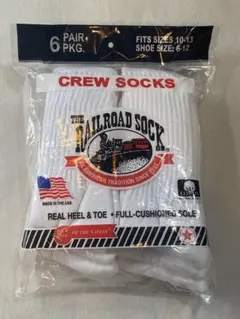 6 PAIR PKG.
FITS SIZES 10-13
SHOE SIZE: 6-12
CREW SOCKS
THE
RAILROAD SOCK
AN AMERICAN TRADITION SINCE
MADE IN THE USA
REAL HEEL & TOE • FULL-CUSHIONED SOLE